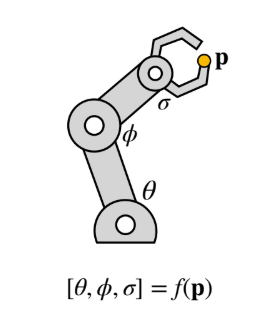 p
σ
ϕ
θ
[θ, ϕ, σ] = f(p)